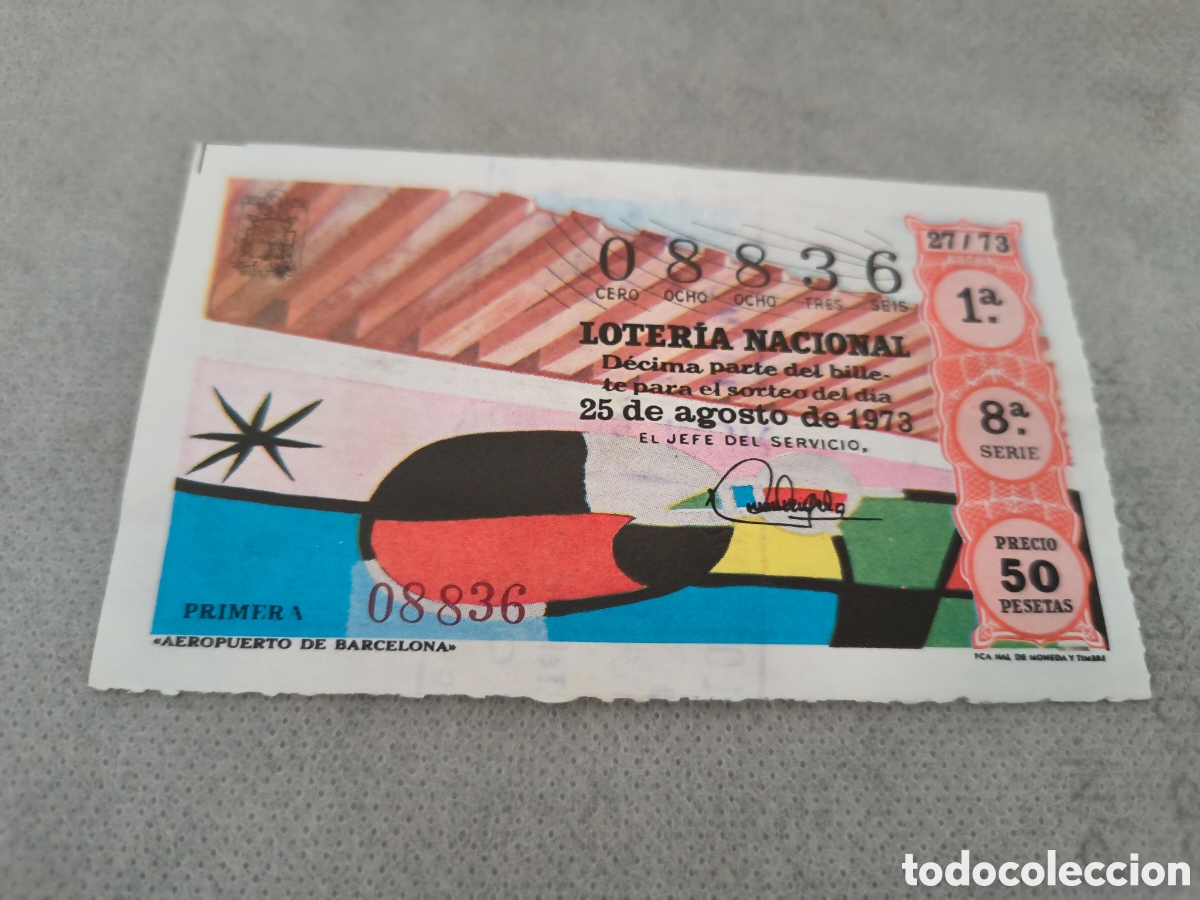 27 / 73
08836
CERO OCHO OCHO TRES SEIS
1ª.
LOTERÍA NACIONAL
Décima parte del bille-
te para el sorteo del día
25 de agosto de 1973
EL JEFE DEL SERVICIO,
8ª.
SERIE
PRECIO
50
PESETAS
PRIMERA
08836
«AEROPUERTO DE BARCELONA»
FCA NAL DE MONEDA Y TIMBRE
todocoleccion